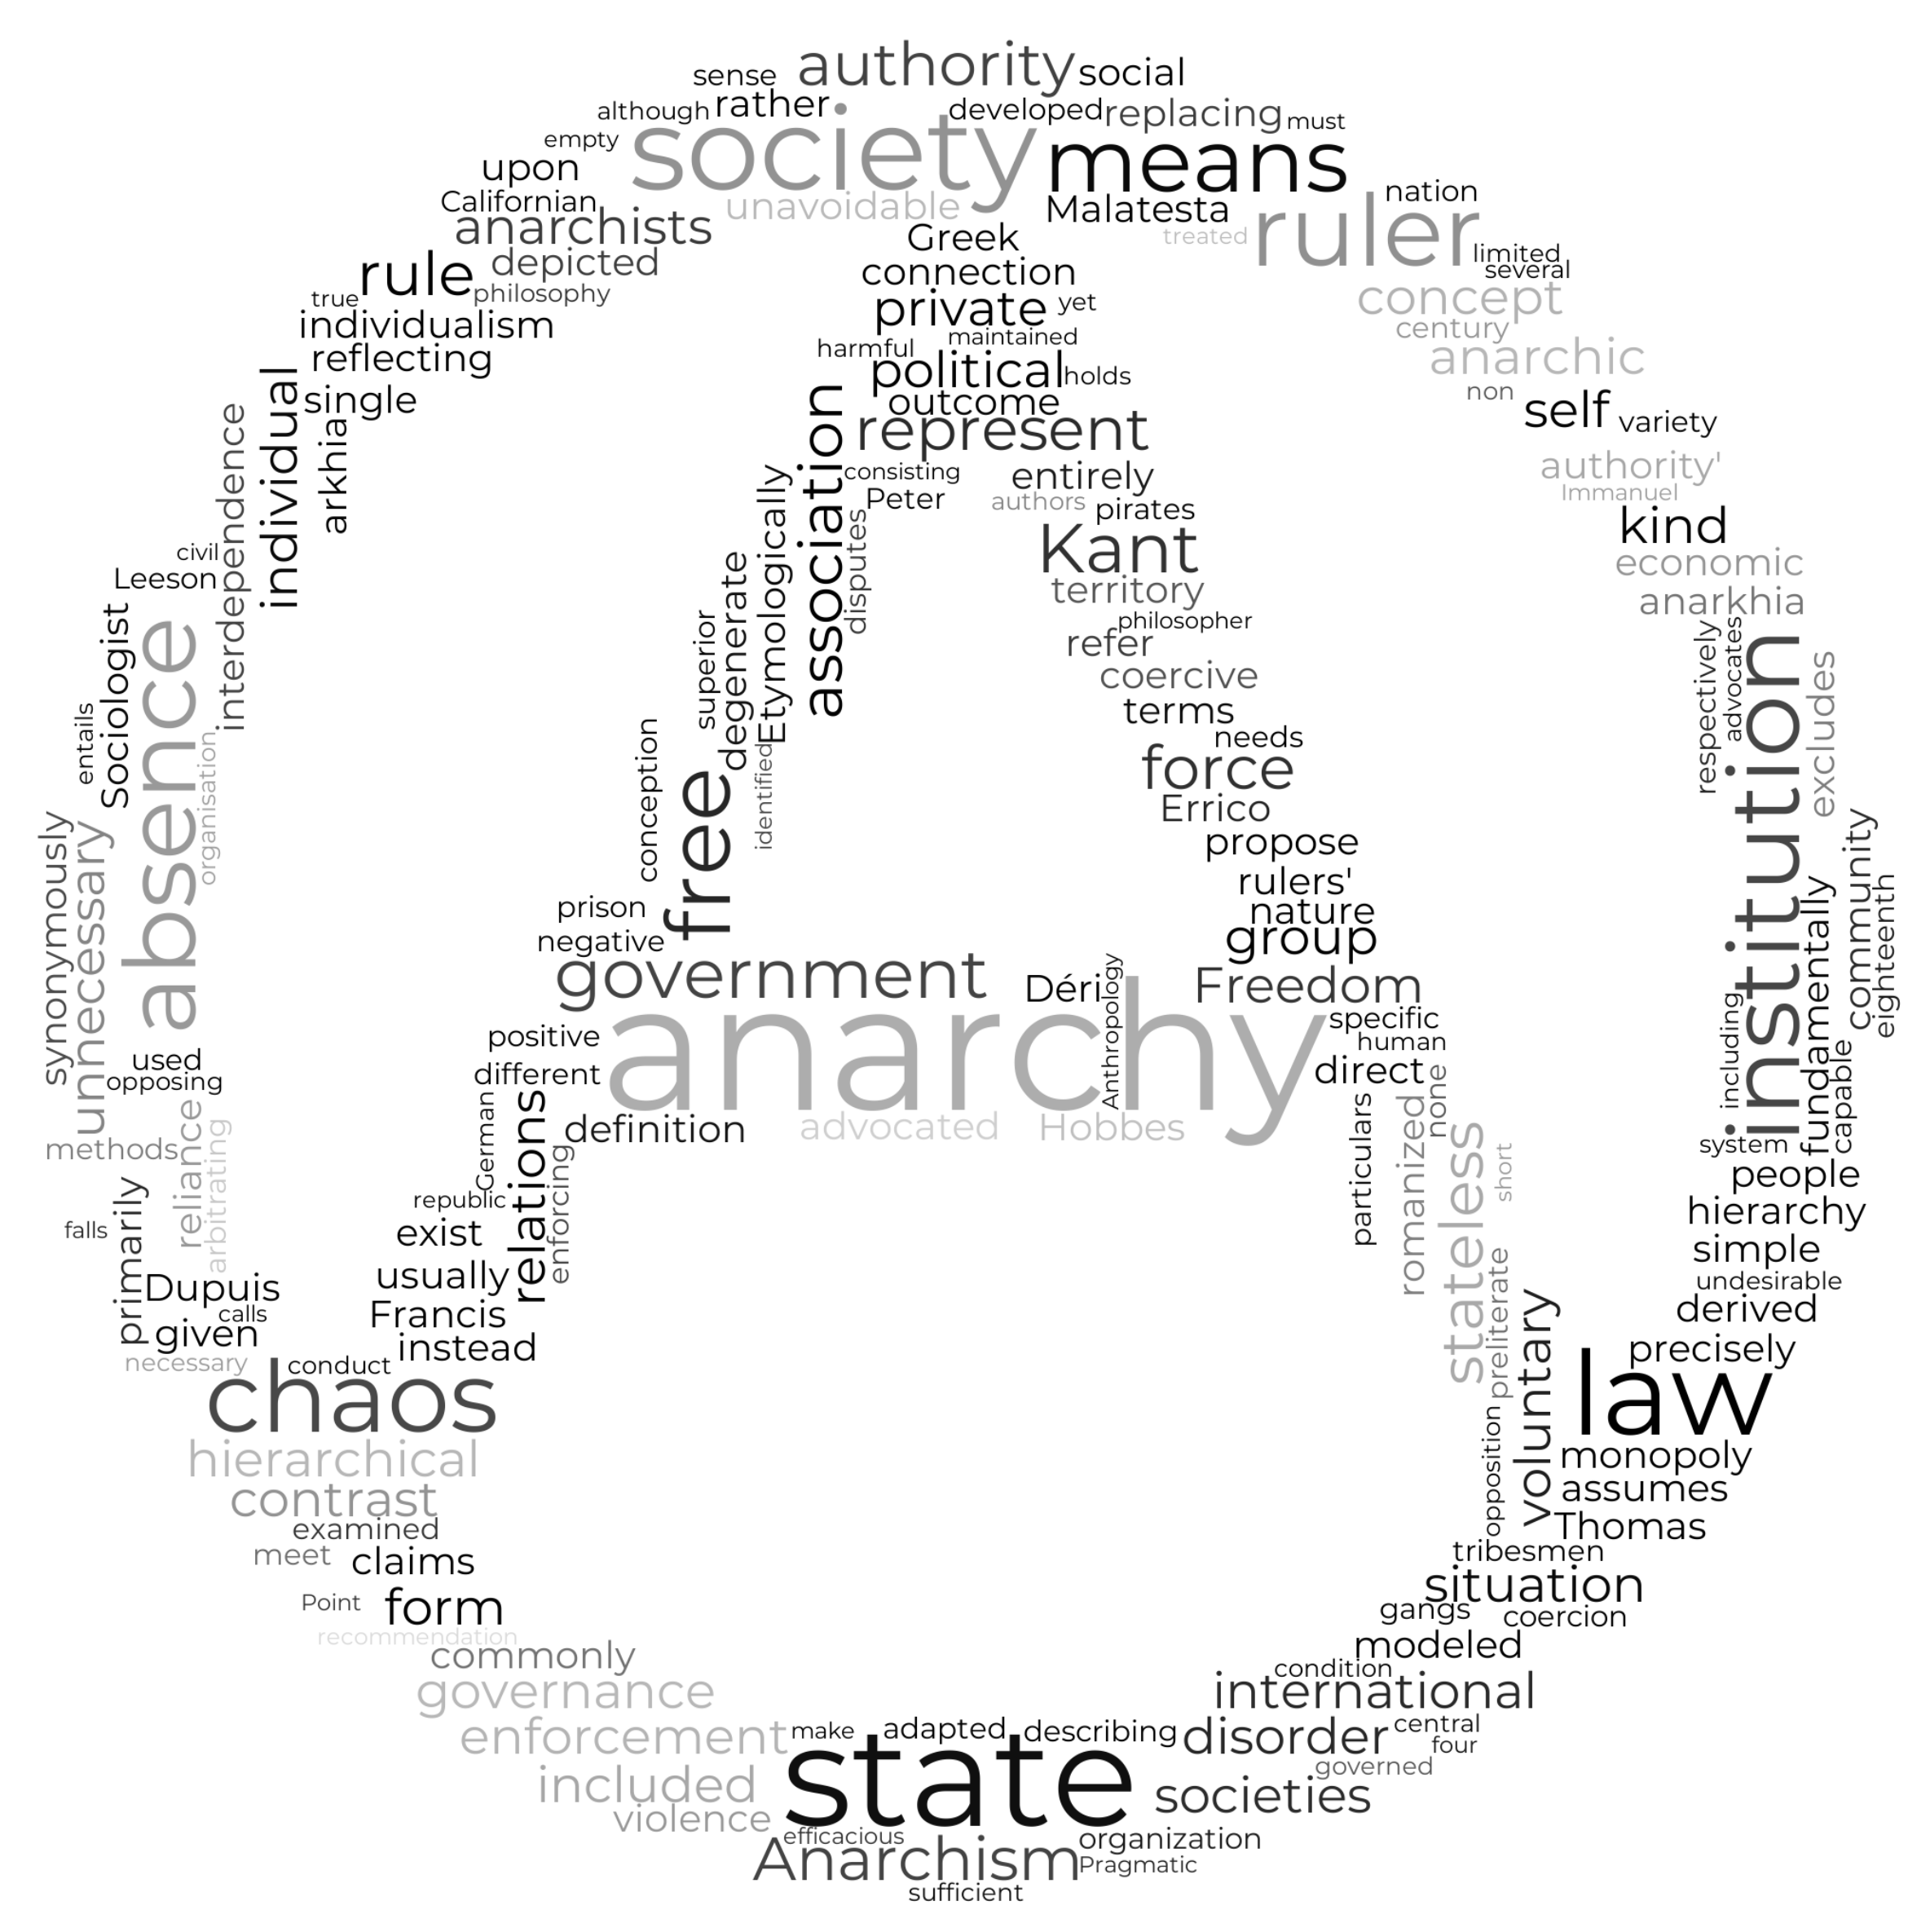 authority
sense
social
although
rather
developed
replacing
must
empty
society
means
upon
Californian
unavoidable
Malatesta
nation
anarchists
Greek
treated
ruler
limited
several
rule
depicted
connection
true
philosophy
private
yet
concept
century
individualism
maintained
harmful
reflecting
political
holds
anarchic
individual
single
outcome
non
self
variety
arkhia
association
represent
interdependence
consisting
entirely
authority'
Immanuel
Peter
authors
pirates
Etymologically
disputes
kind
civil
Kant
economic
Leeson
degenerate
territory
anarkhia
Sociologist
superior
philosopher
respectively
advocates
absence
refer
institution
excludes
coercive
entails
terms
organisation
conception
identified
needs
force
free
Errico
synonymously
unnecessary
propose
community
rulers'
fundamentally
eighteenth
prison
nature
negative
group
government
Déri
Anthropology
Freedom
including
anarchy
specific
positive
human
used
opposing
different
direct
none
capable
German
relations
definition
advocated
Hobbes
particulars
romanized
stateless
short
methods
reliance
arbitrating
enforcing
system
people
primarily
republic
hierarchy
falls
exist
simple
usually
preliterate
undesirable
Dupuis
calls
Francis
voluntary
derived
given
instead
precisely
necessary
conduct
chaos
law
hierarchical
opposition
monopoly
contrast
assumes
examined
Thomas
meet
claims
tribesmen
Point
form
situation
gangs
coercion
recommendation
commonly
modeled
condition
governance
international
enforcement
make
adapted
describing
disorder
central
four
included
state
governed
violence
societies
efficacious
organization
Anarchism
Pragmatic
sufficient